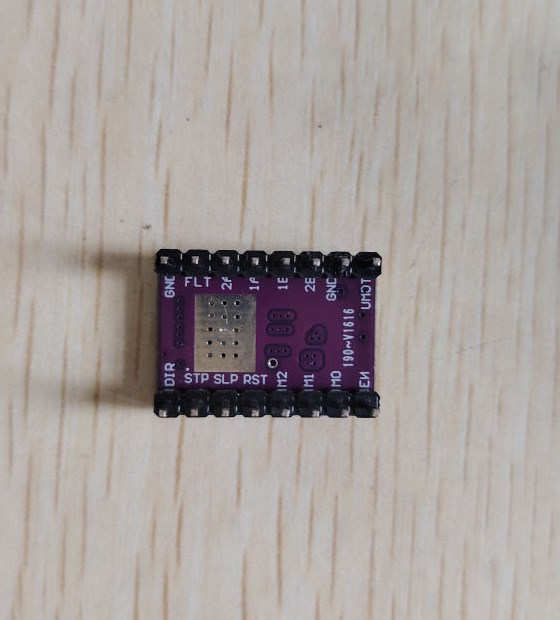 GND FLT 2A 1A 1B 2B GND VMOT
190~V1616
DIR STP SLP RST M2 M1 M0 EN